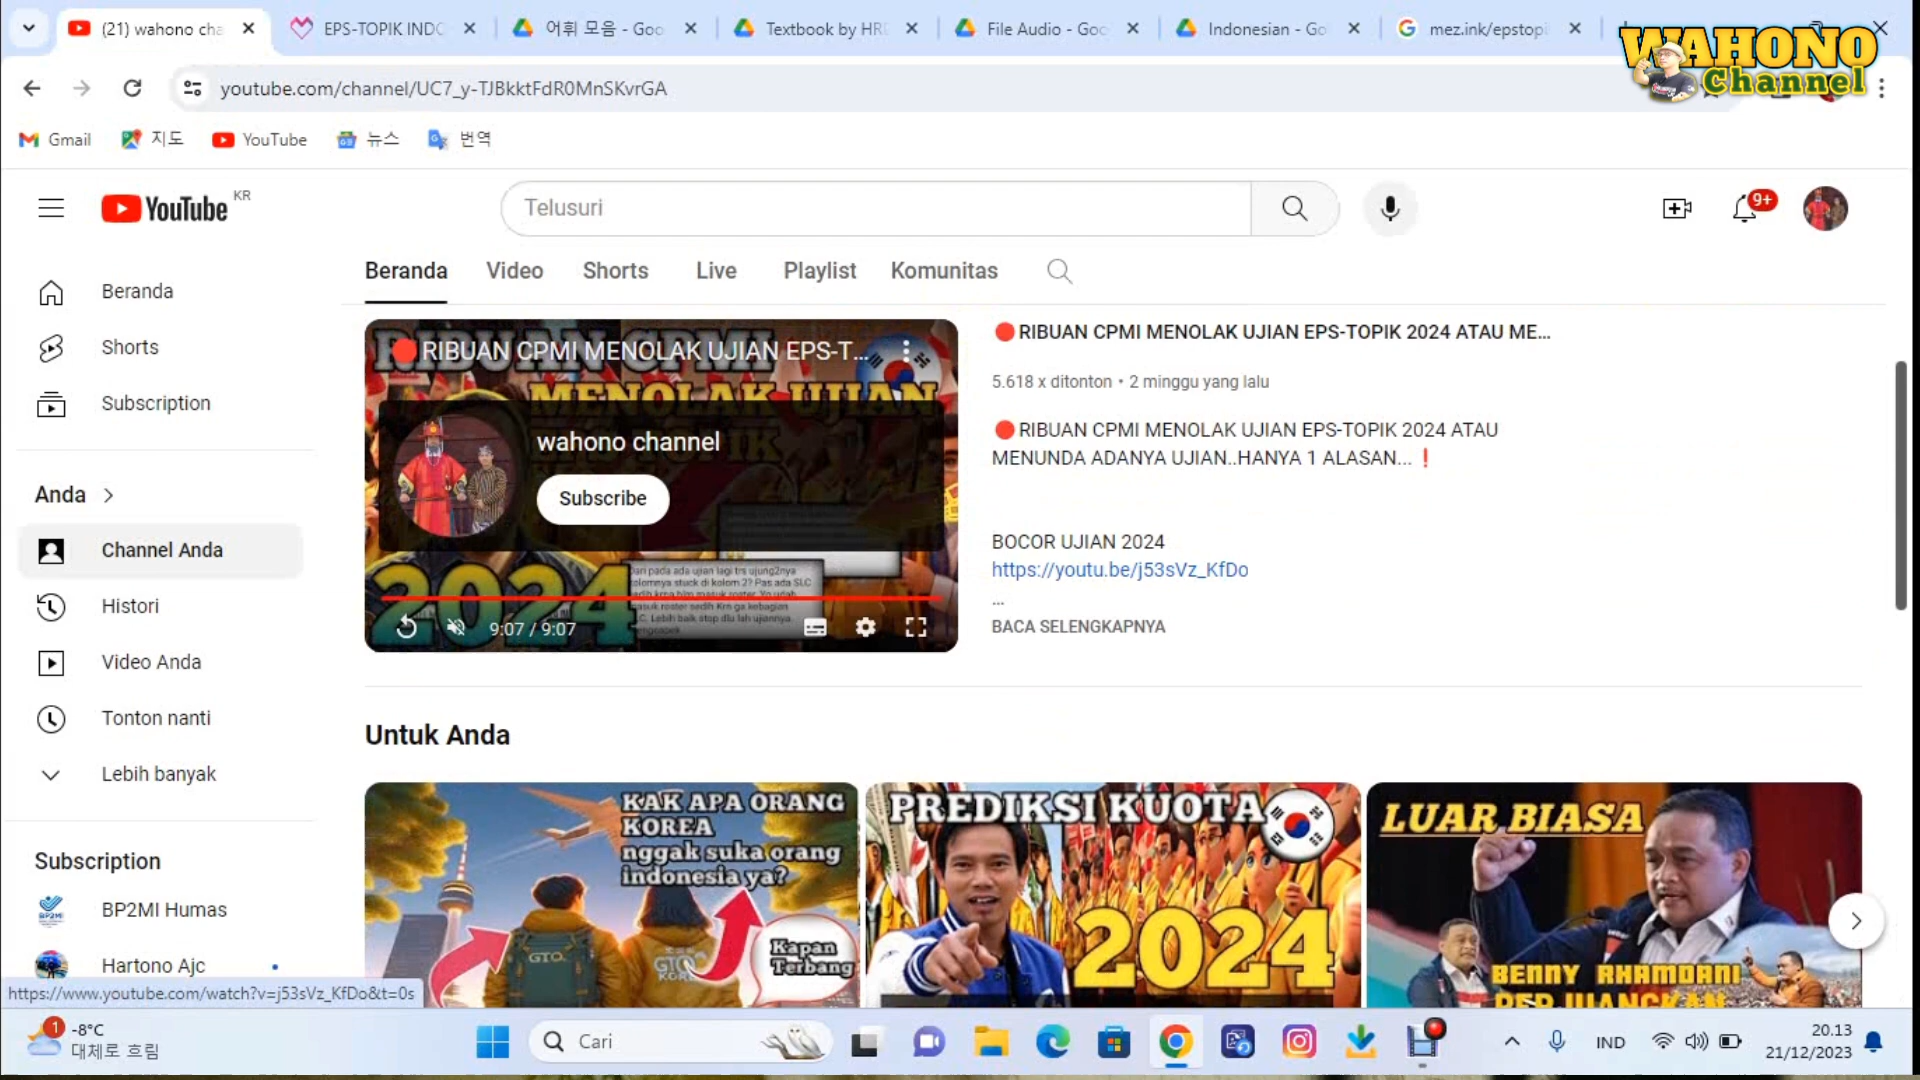 (21) wahono cha
EPS-TOPIK INDO
어휘 모음 - Goo
Textbook by HRD
File Audio - Goo
Indonesian - Go
mez.ink/epstopi
WAHONO
Channel
youtube.com/channel/UC7_y-TJBkktFdR0MnSKvrGA
Gmail
지도
YouTube
뉴스
번역
YouTube KR
Telusuri
9+
Beranda
Video
Shorts
Live
Playlist
Komunitas
Beranda
Shorts
Subscription
Anda
Channel Anda
Histori
Video Anda
Tonton nanti
Lebih banyak
Subscription
BP2MI Humas
Hartono Ajc
https://www.youtube.com/watch?v=j53sVz_KfDo&t=0s
RIBUAN CPMI MENOLAK UJIAN EPS-T...
RIBUAN CPMI
MENOLAK UJIAN
wahono channel
Subscribe
2024
9:07 / 9:07
🔴RIBUAN CPMI MENOLAK UJIAN EPS-TOPIK 2024 ATAU ME...
5.618 x ditonton • 2 minggu yang lalu
🔴RIBUAN CPMI MENOLAK UJIAN EPS-TOPIK 2024 ATAU
MENUNDA ADANYA UJIAN..HANYA 1 ALASAN...❗
BOCOR UJIAN 2024
https://youtu.be/j53sVz_KfDo
...
BACA SELENGKAPNYA
Untuk Anda
KAK APA ORANG
KOREA
nggak suka orang
indonesia ya?
GTO.
Kapan
Terbang
PREDIKSI KUOTA
2024
LUAR BIASA
BENNY RHAMDANI
PERJUANGKAN
1
-8°C
대체로 흐림
Cari
IND
20.13
21/12/2023